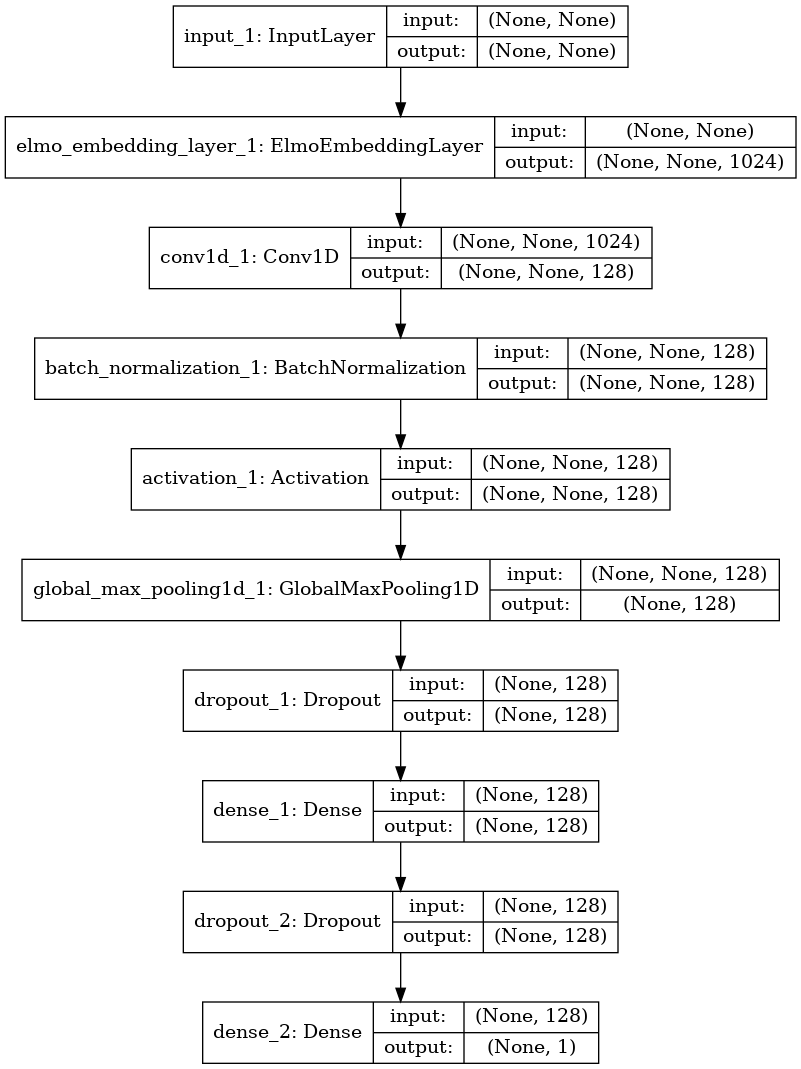 input_1: InputLayer
input: (None, None)
output: (None, None)
elmo_embedding_layer_1: ElmoEmbeddingLayer
input: (None, None)
output: (None, None, 1024)
conv1d_1: Conv1D
input: (None, None, 1024)
output: (None, None, 128)
batch_normalization_1: BatchNormalization
input: (None, None, 128)
output: (None, None, 128)
activation_1: Activation
input: (None, None, 128)
output: (None, None, 128)
global_max_pooling1d_1: GlobalMaxPooling1D
input: (None, None, 128)
output: (None, 128)
dropout_1: Dropout
input: (None, 128)
output: (None, 128)
dense_1: Dense
input: (None, 128)
output: (None, 128)
dropout_2: Dropout
input: (None, 128)
output: (None, 128)
dense_2: Dense
input: (None, 128)
output: (None, 1)